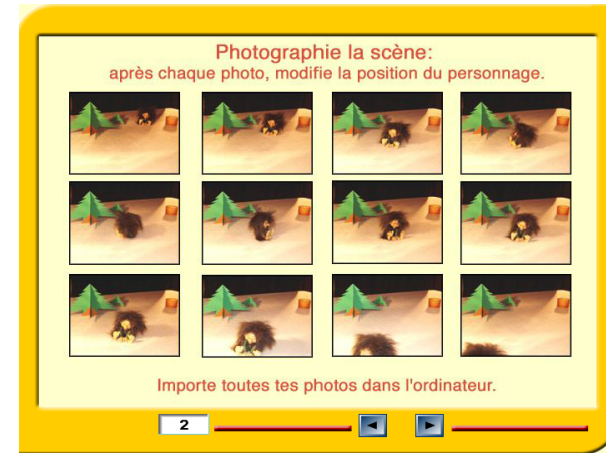 Photographie la scène:
après chaque photo, modifie la position du personnage.
Importe toutes tes photos dans l'ordinateur.
2